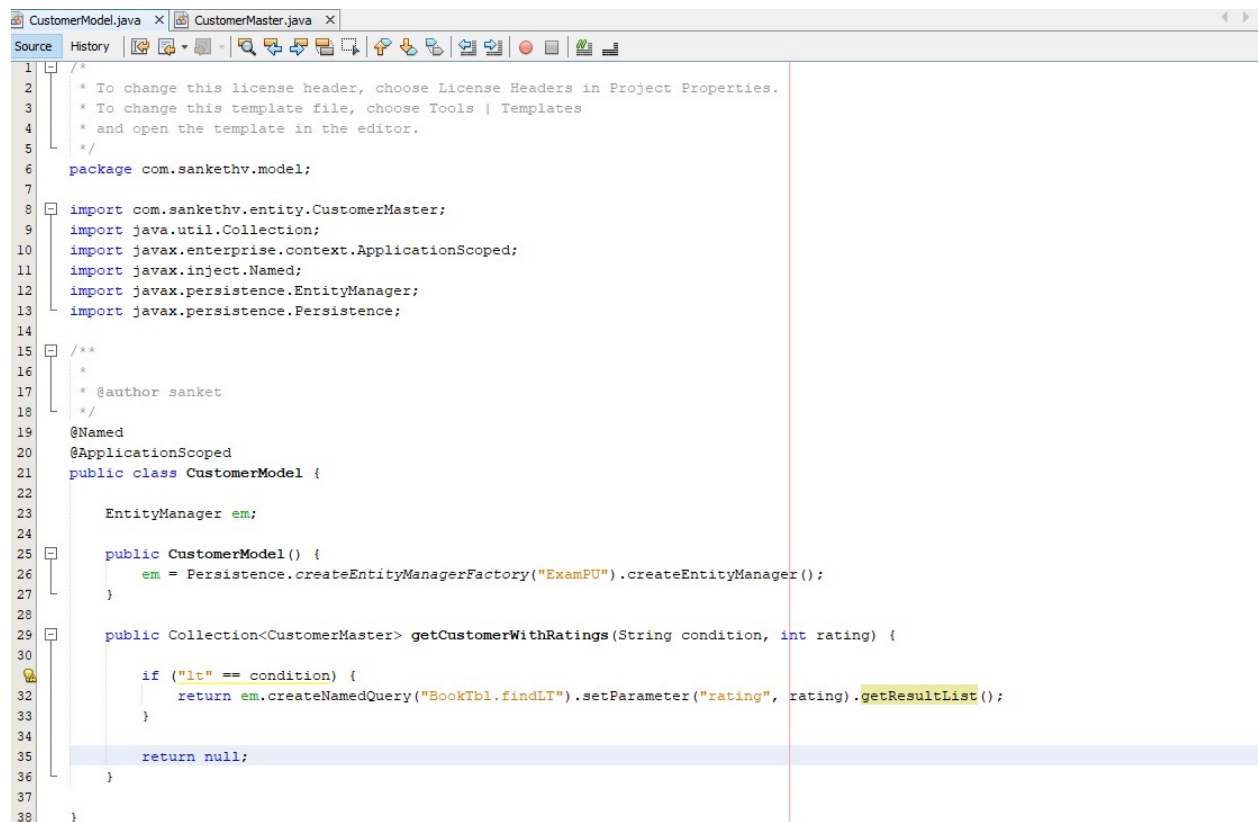 CustomerModel.java CustomerMaster.java
Source History
1 /*
2 * To change this license header, choose License Headers in Project Properties.
3 * To change this template file, choose Tools | Templates
4 * and open the template in the editor.
5 */
6 package com.sankethv.model;
7
8 import com.sankethv.entity.CustomerMaster;
9 import java.util.Collection;
10 import javax.enterprise.context.ApplicationScoped;
11 import javax.inject.Named;
12 import javax.persistence.EntityManager;
13 import javax.persistence.Persistence;
14
15 /**
16 *
17 * @author sanket
18 */
19 @Named
20 @ApplicationScoped
21 public class CustomerModel {
22
23 EntityManager em;
24
25 public CustomerModel() {
26 em = Persistence.createEntityManagerFactory("ExamPU").createEntityManager();
27 }
28
29 public Collection<CustomerMaster> getCustomerWithRatings(String condition, int rating) {
30
if ("lt" == condition) {
32 return em.createNamedQuery("BookTbl.findLT").setParameter("rating", rating).getResultList();
33 }
34
35 return null;
36 }
37
38 }